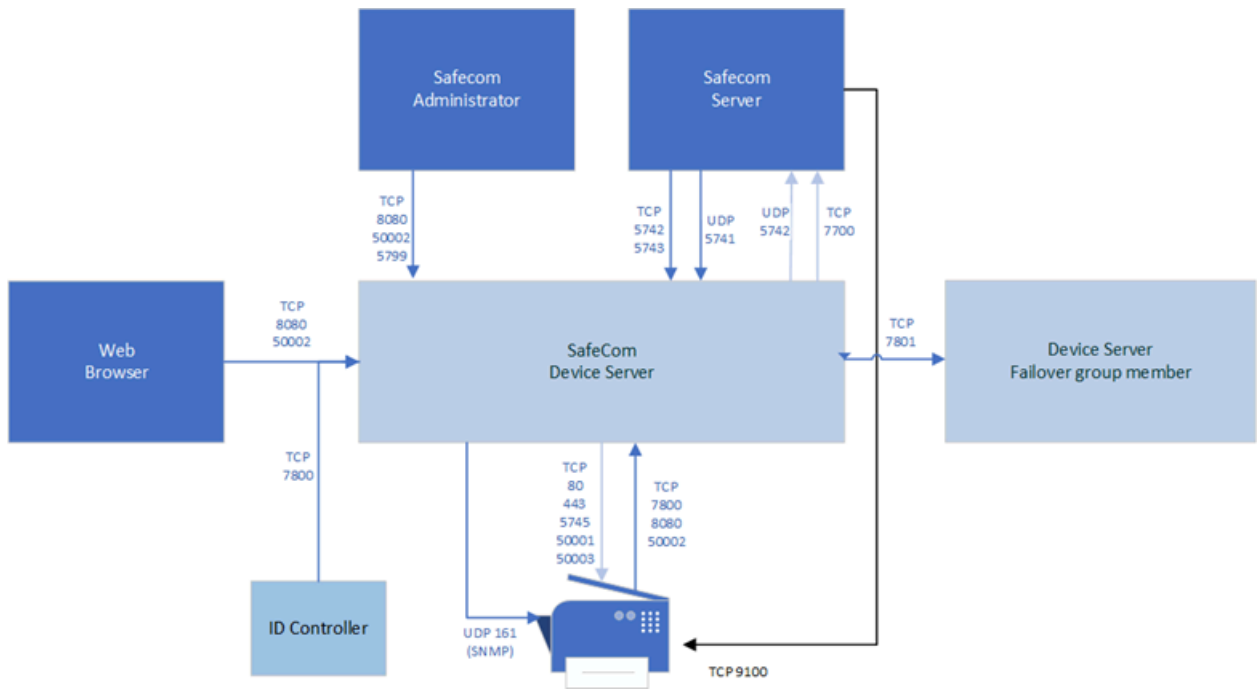 Safecom
Administrator
Safecom
Server
TCP
8080
50002
5799
TCP
5742
5743
UDP
5741
UDP
5742
TCP
7700
Web
Browser
TCP
8080
50002
SafeCom
Device Server
TCP
7801
Device Server
Failover group member
TCP
7800
TCP
80
443
5745
50001
50003
TCP
7800
8080
50002
ID Controller
UDP 161
(SNMP)
TCP 9100